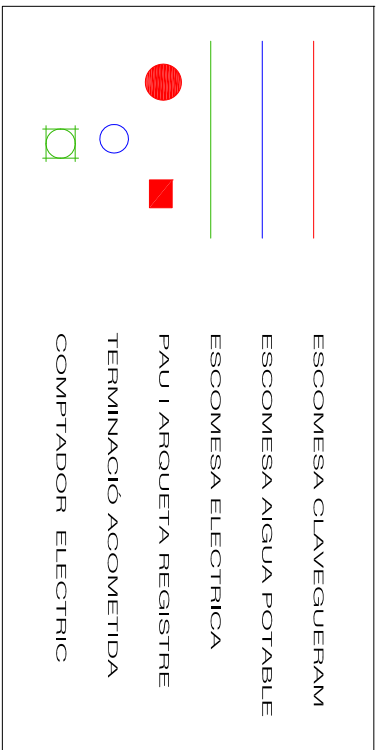 ESCOMESA CLAVEGUERAM
ESCOMESA AIGUA POTABLE
ESCOMESA ELECTRICA
PAU I ARQUETA REGISTRE
TERMINACIÓ ACOMETIDA
COMPTADOR ELECTRIC